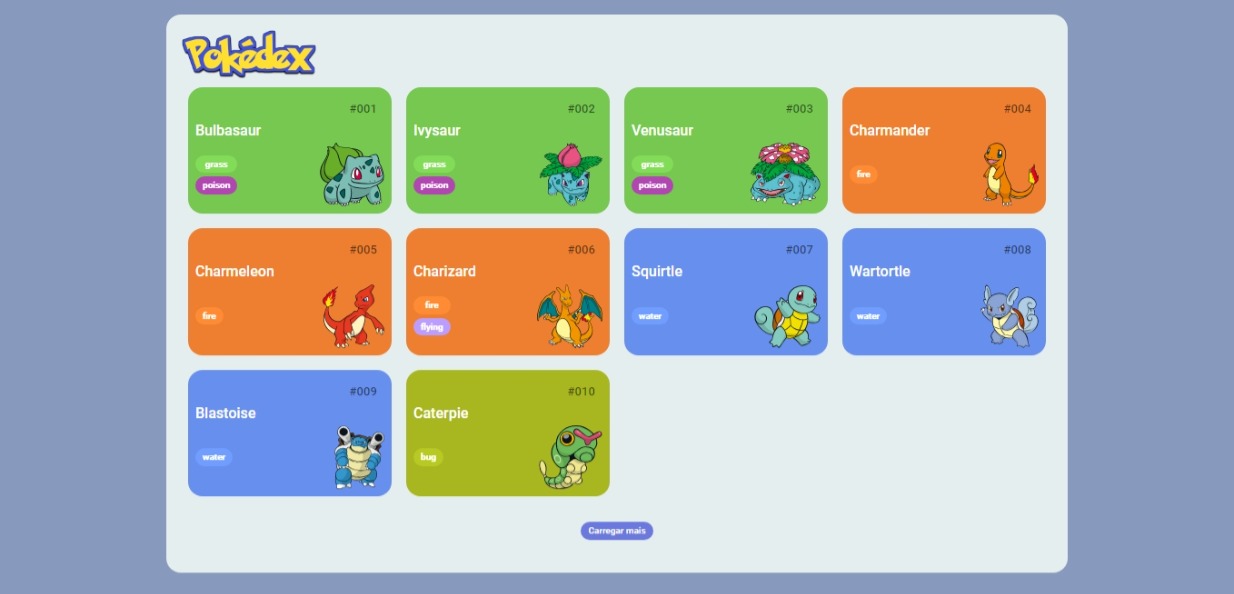 Pokédex
#001
Bulbasaur
grass
poison
#002
Ivysaur
grass
poison
#003
Venusaur
grass
poison
#004
Charmander
fire
#005
Charmeleon
fire
#006
Charizard
fire
flying
#007
Squirtle
water
#008
Wartortle
water
#009
Blastoise
water
#010
Caterpie
bug
Carregar mais